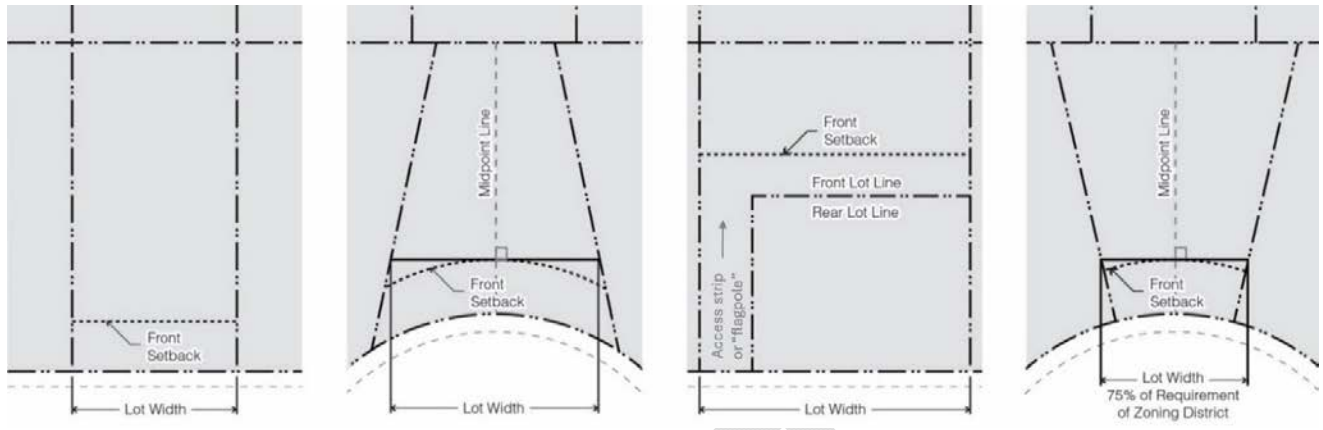 Front
Setback
Lot Width
Midpoint Line
Front
Setback
Lot Width
Front
Setback
Front Lot Line
Rear Lot Line
Access strip
or "flagpole"
Lot Width
Midpoint Line
Front
Setback
Lot Width
75% of Requirement
of Zoning District